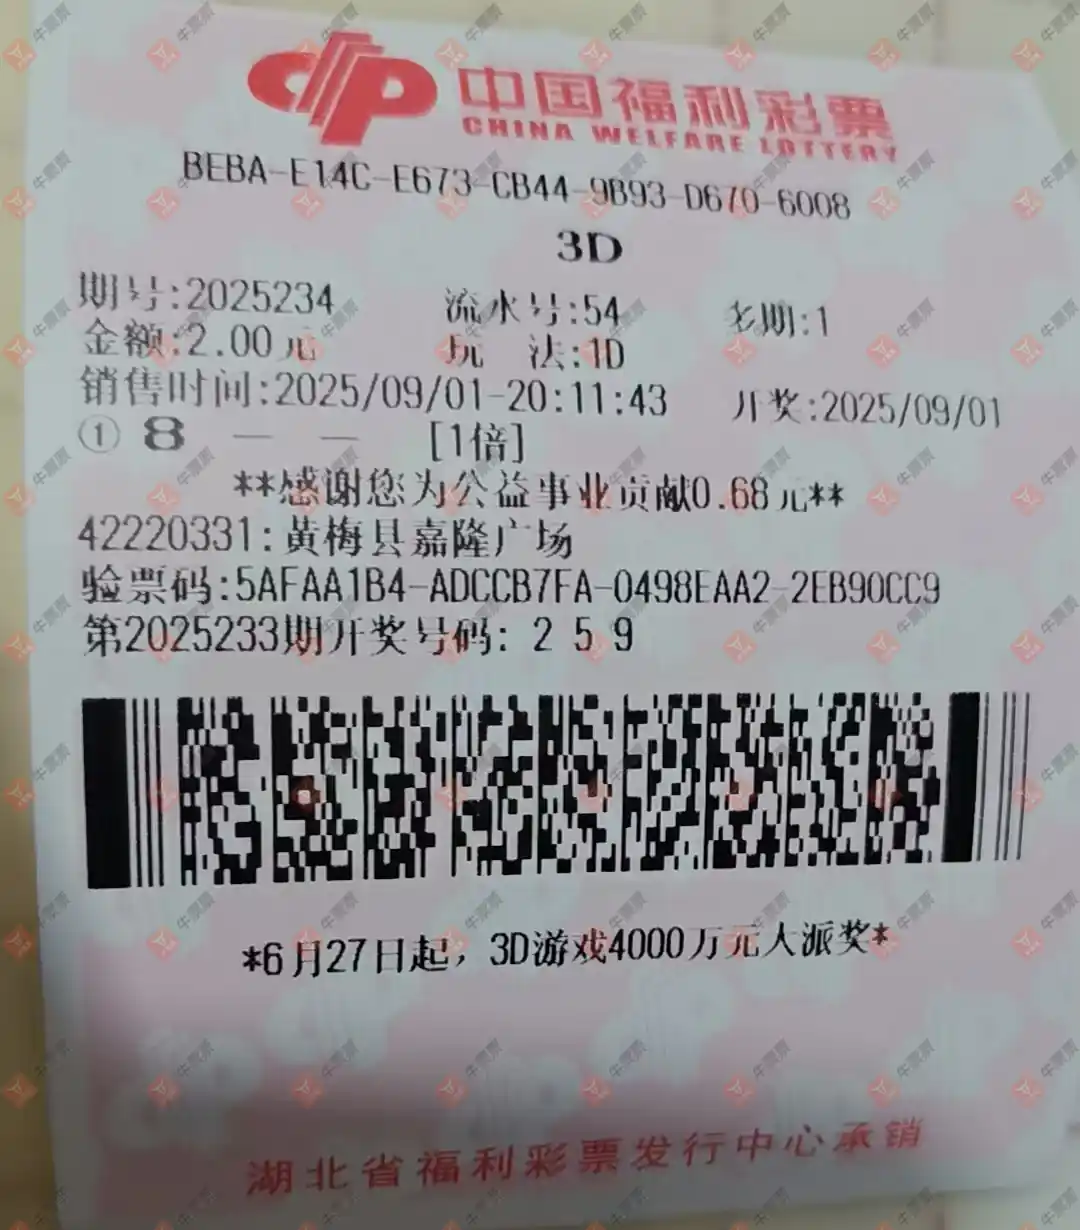 中国福利彩票
CHINA WELFARE LOTTERY
BEBA-E14C-E673-CB44-9B93-D670-6008
3D
期号:2025234 流水号:54 多期:1
金额:2.00元 玩 法:1D
销售时间:2025/09/01-20:11:43 开奖:2025/09/01
① 8 — — [1倍]
**感谢您为公益事业贡献0.68元**
42220331:黄梅县嘉隆广场
验票码:5AFAA1B4-ADCCB7FA-0498EAA2-2EB90CC9
第2025233期开奖号码: 2 5 9
*6月27日起，3D游戏4000万元大派奖*
湖北省福利彩票发行中心承销